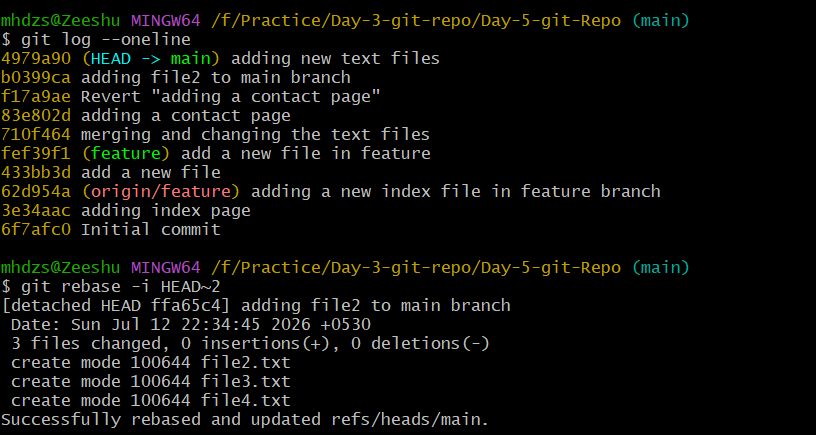 mhdzs@Zeeshu MINGW64 /f/Practice/Day-3-git-repo/Day-5-git-Repo (main)
$ git log --oneline
4979a90 (HEAD -> main) adding new text files
b0399ca adding file2 to main branch
f17a9ae Revert "adding a contact page"
83e802d adding a contact page
710f464 merging and changing the text files
fef39f1 (feature) add a new file in feature
433bb3d add a new file
62d954a (origin/feature) adding a new index file in feature branch
3e34aac adding index page
6f7afc0 Initial commit
mhdzs@Zeeshu MINGW64 /f/Practice/Day-3-git-repo/Day-5-git-Repo (main)
$ git rebase -i HEAD~2
[detached HEAD ffa65c4] adding file2 to main branch
Date: Sun Jul 12 22:34:45 2026 +0530
3 files changed, 0 insertions(+), 0 deletions(-)
create mode 100644 file2.txt
create mode 100644 file3.txt
create mode 100644 file4.txt
Successfully rebased and updated refs/heads/main.